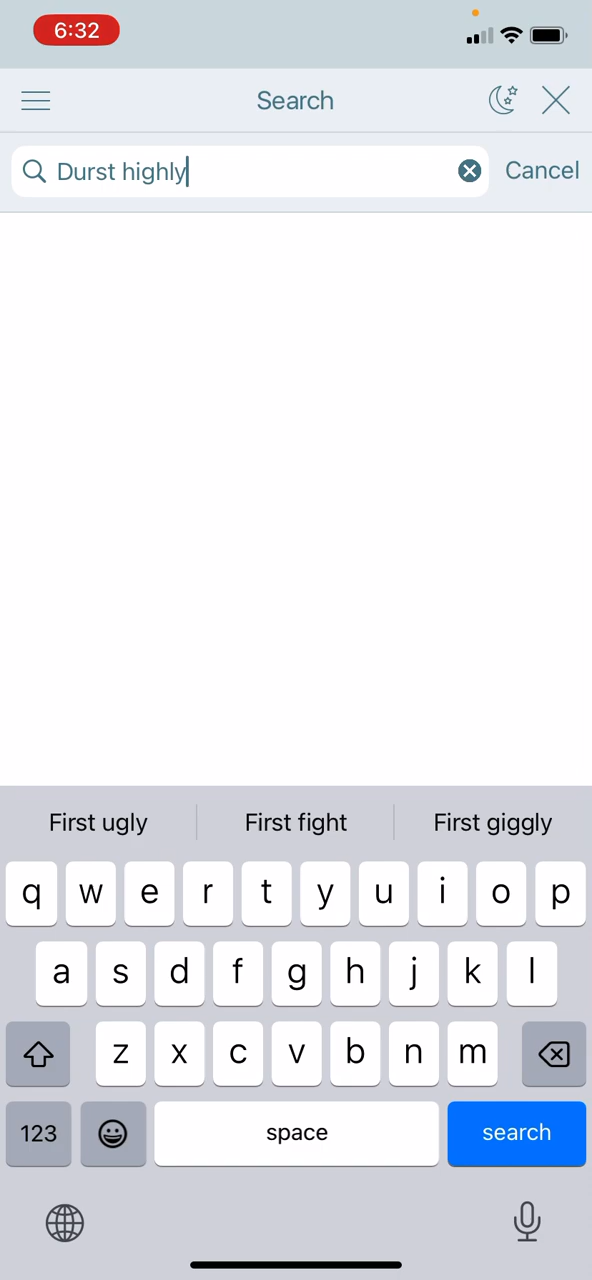 6:32
Search
Durst highly
Cancel
First ugly
First fight
First giggly
q w e r t y u i o p
a s d f g h j k l
z x c v b n m
123
space
search